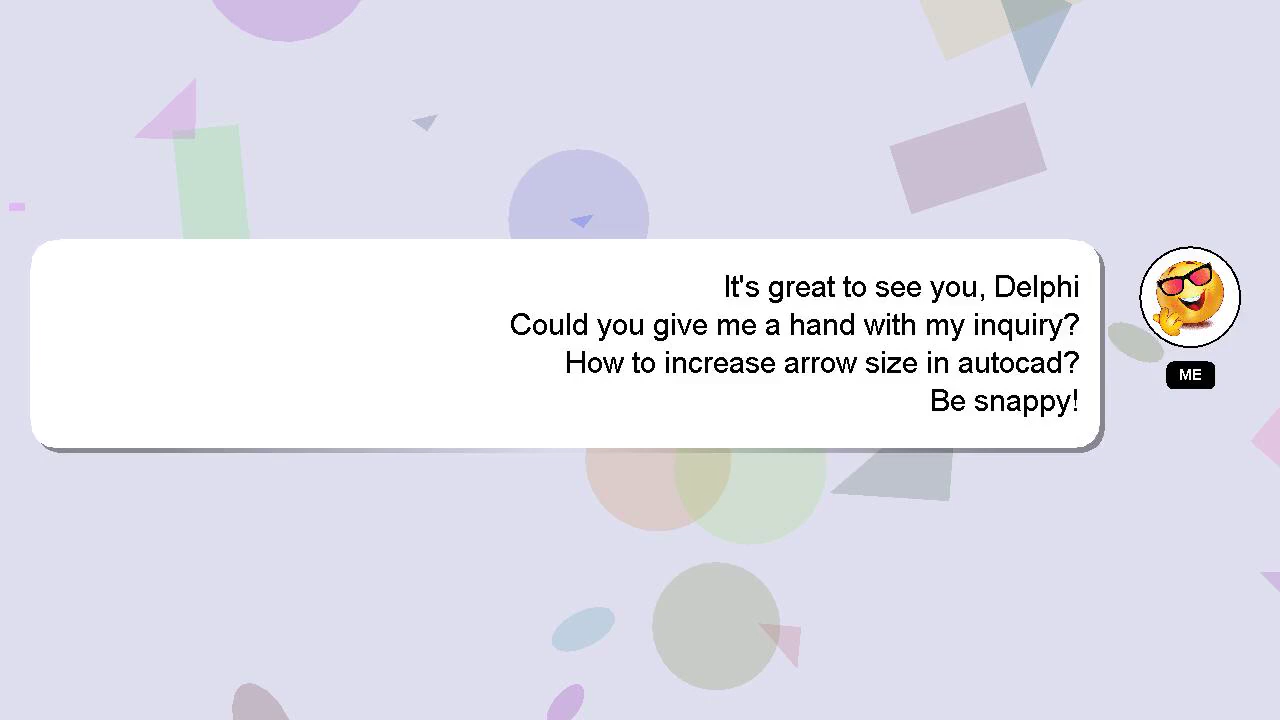 It's great to see you, Delphi
Could you give me a hand with my inquiry?
How to increase arrow size in autocad?
Be snappy!
ME